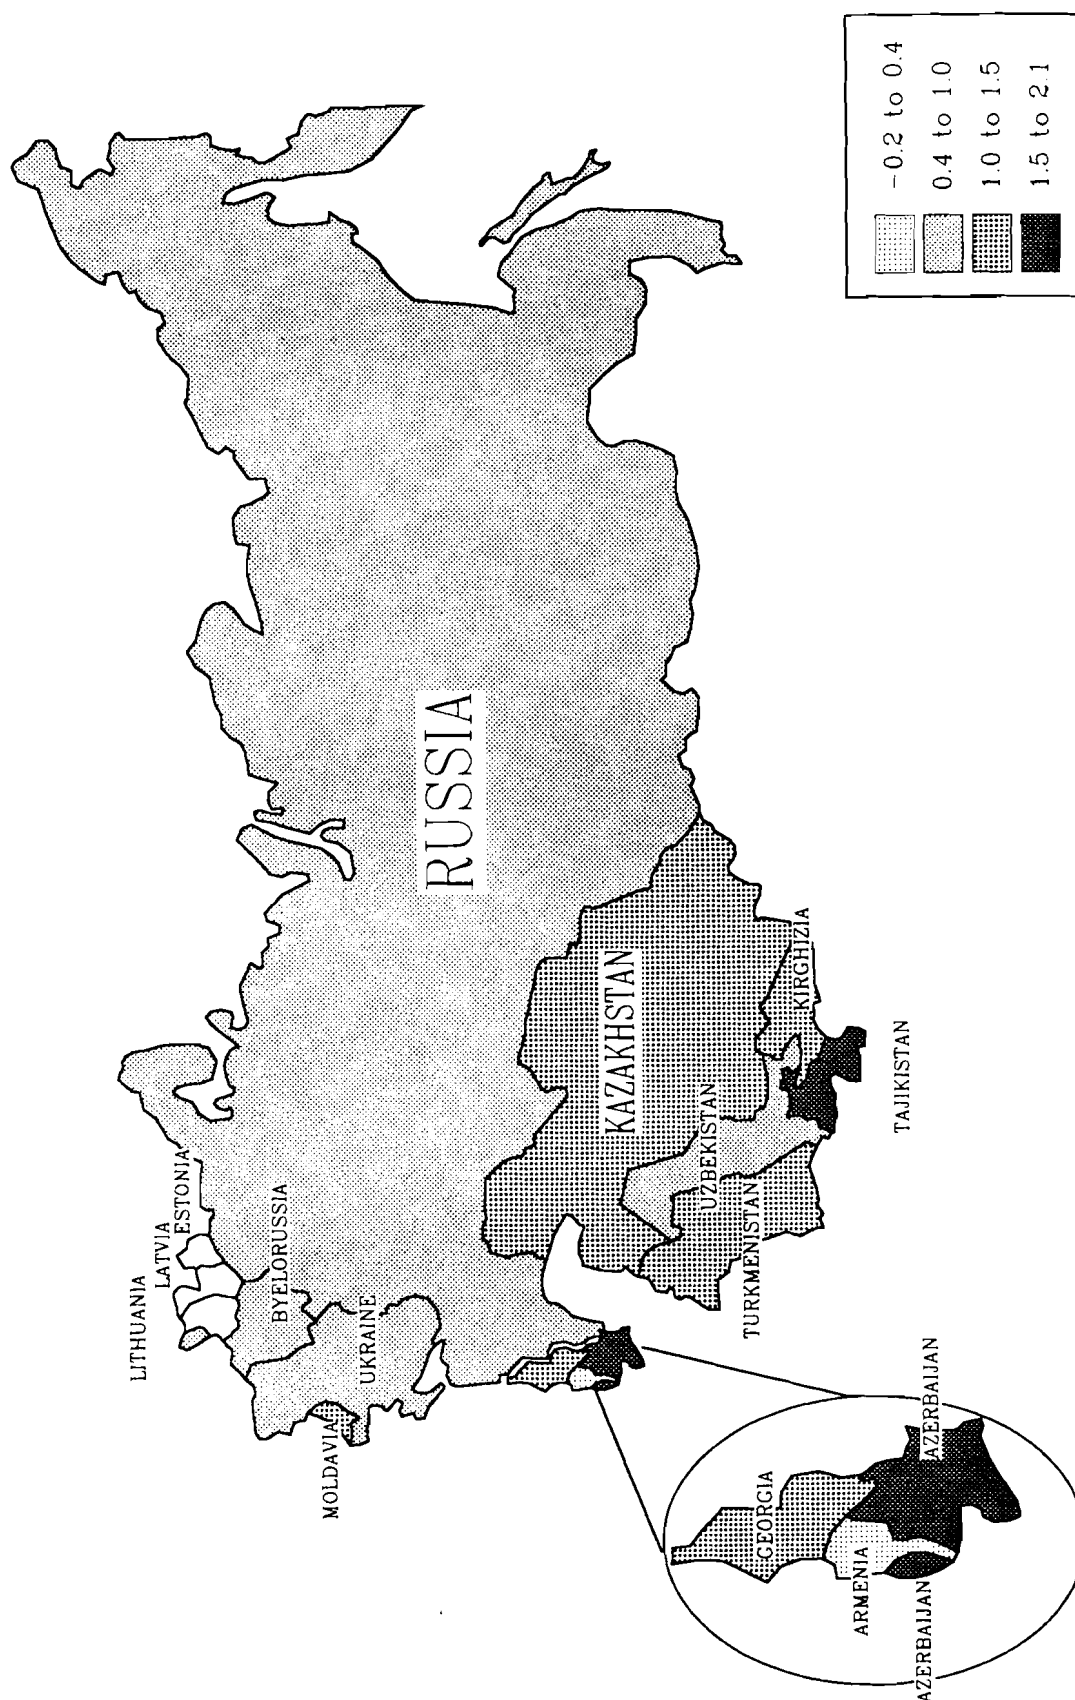 LITHUANIA
LATVIA
ESTONIA
BYELORUSSIA
UKRAINE
MOLDAVIA
RUSSIA
KAZAKHSTAN
UZBEKISTAN
TURKMENISTAN
KIRGHIZIA
TAJIKISTAN
GEORGIA
ARMENIA
AZERBAIJAN
AZERBAIJAN
-0.2 to 0.4
0.4 to 1.0
1.0 to 1.5
1.5 to 2.1